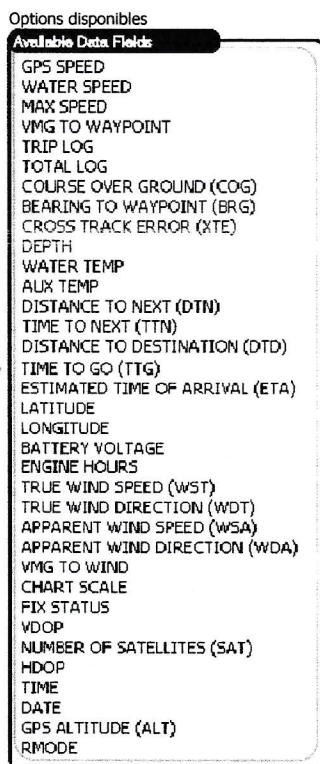 Options disponibles
Available Data Fields
GPS SPEED
WATER SPEED
MAX SPEED
VMG TO WAYPOINT
TRIP LOG
TOTAL LOG
COURSE OVER GROUND (COG)
BEARING TO WAYPOINT (BRG)
CROSS TRACK ERROR (XTE)
DEPTH
WATER TEMP
AUX TEMP
DISTANCE TO NEXT (DTN)
TIME TO NEXT (TTN)
DISTANCE TO DESTINATION (DTD)
TIME TO GO (TTG)
ESTIMATED TIME OF ARRIVAL (ETA)
LATITUDE
LONGITUDE
BATTERY VOLTAGE
ENGINE HOURS
TRUE WIND SPEED (WST)
TRUE WIND DIRECTION (WDT)
APPARENT WIND SPEED (WSA)
APPARENT WIND DIRECTION (WDA)
VMG TO WIND
CHART SCALE
FIX STATUS
VDOP
NUMBER OF SATELLITES (SAT)
HDOP
TIME
DATE
GPS ALTITUDE (ALT)
RMODE